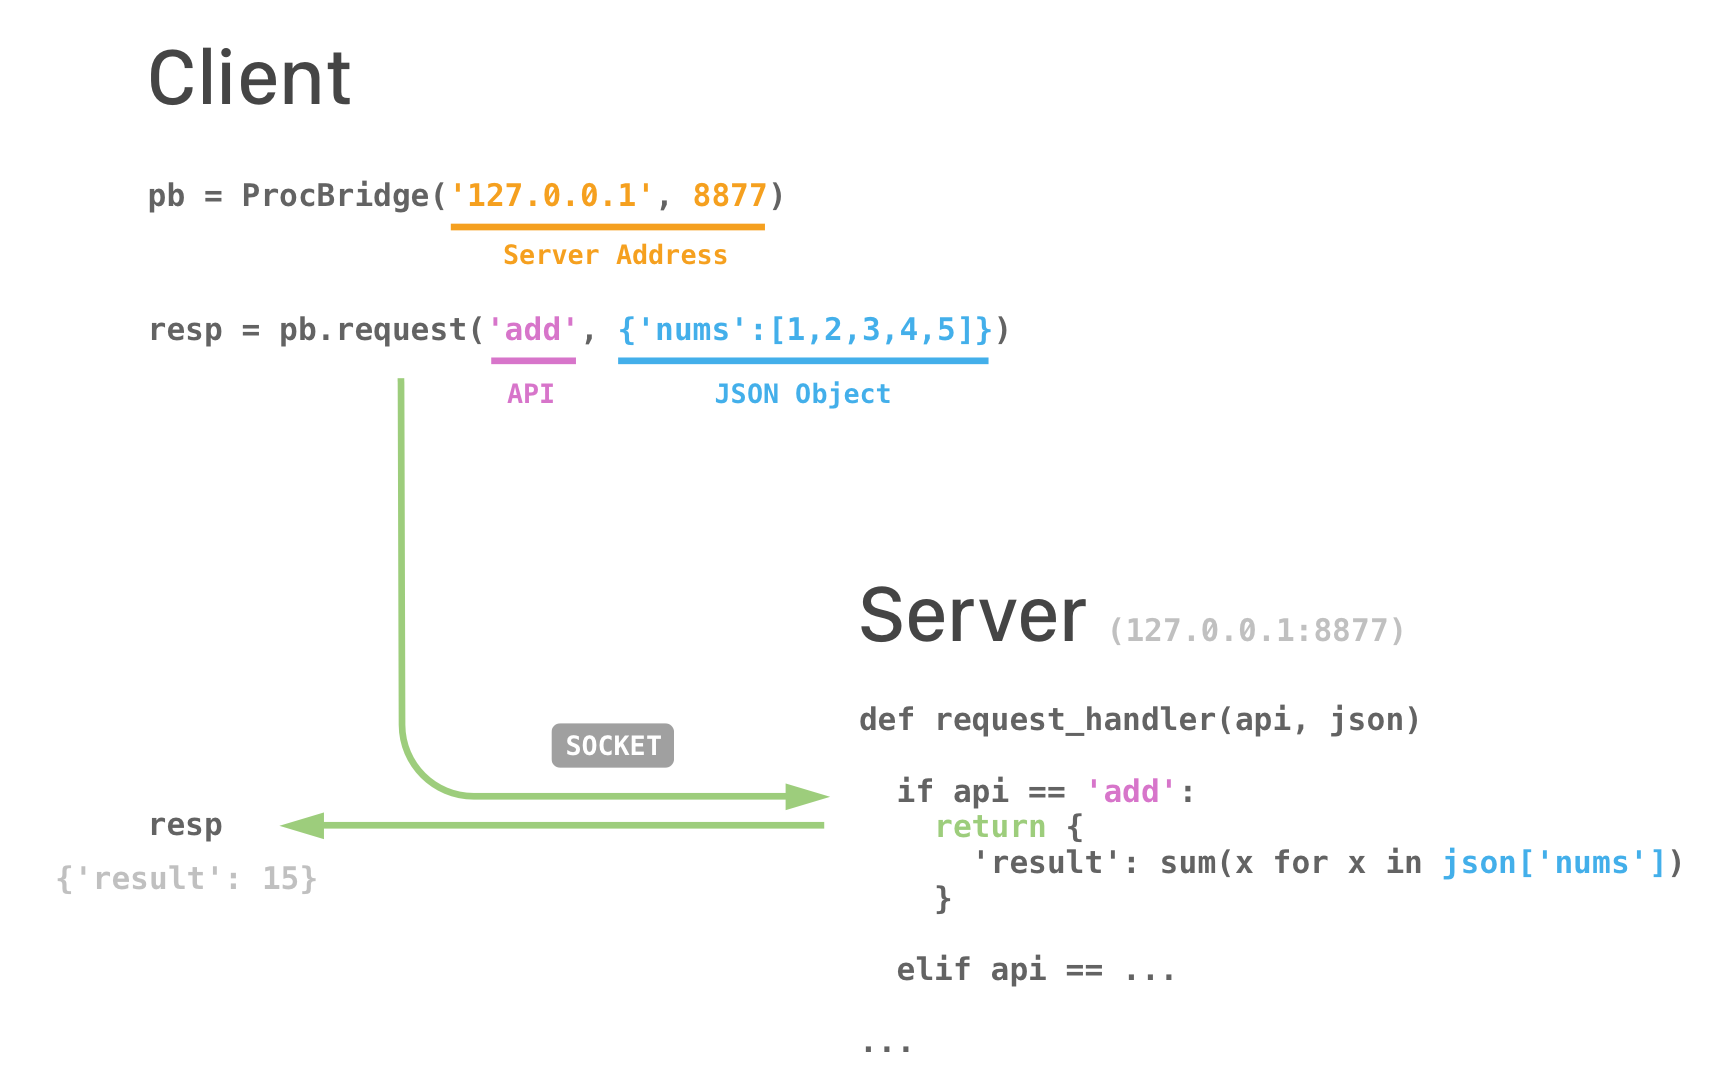 Client
pb = ProcBridge('127.0.0.1', 8877)
Server Address
resp = pb.request('add', {'nums':[1,2,3,4,5]})
API JSON Object
Server (127.0.0.1:8877)
def request_handler(api, json)
SOCKET
if api == 'add':
resp
return {
'result': sum(x for x in json['nums'])
{'result': 15}
}
elif api == ...
...